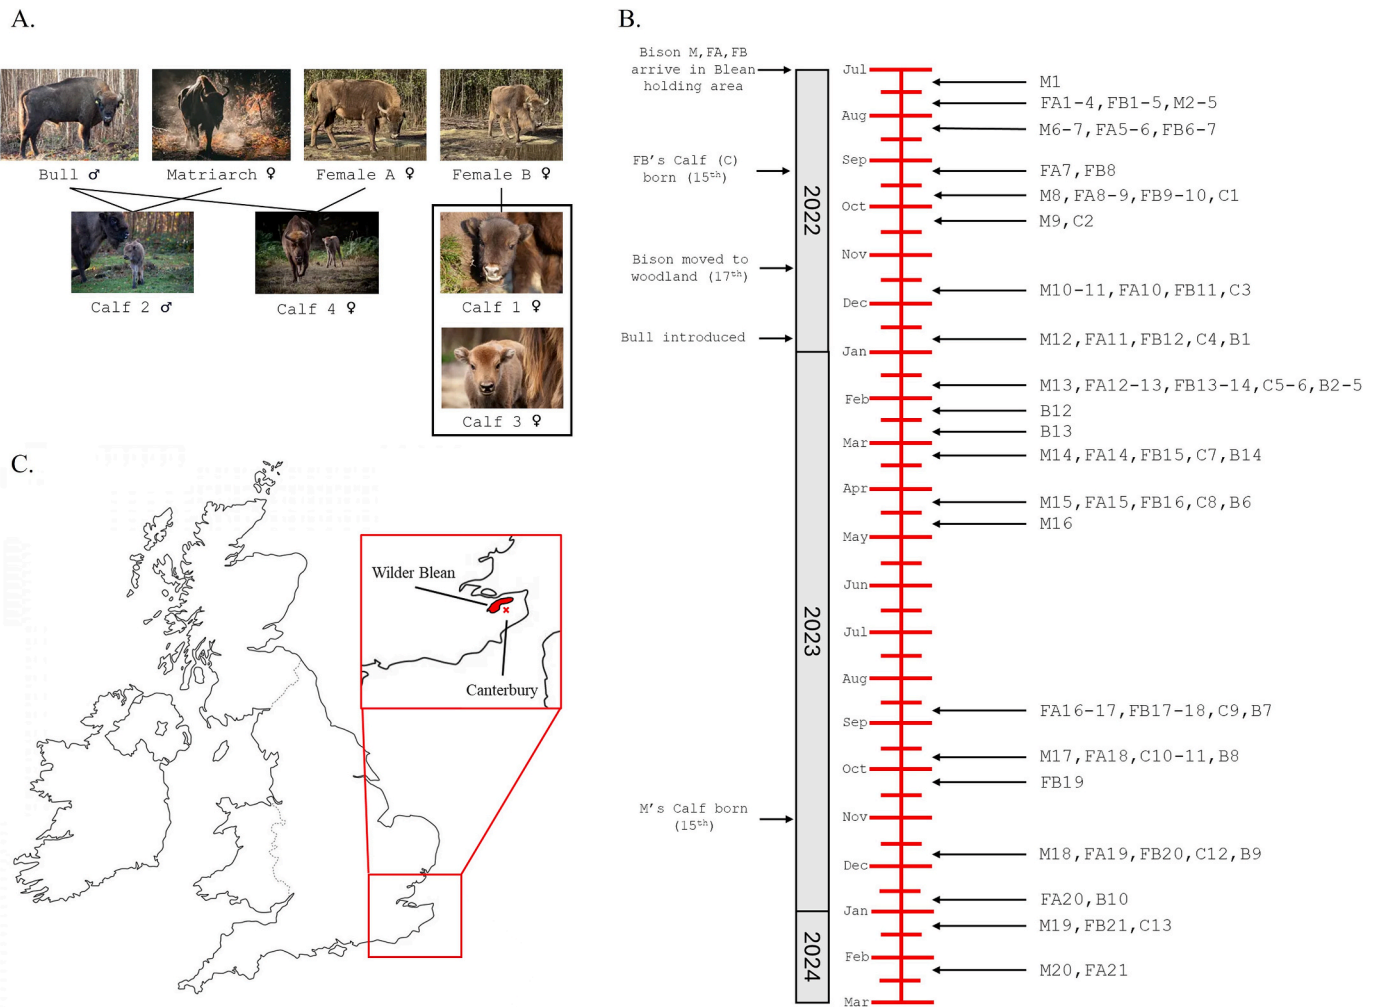 A.
Bull ♂
Matriarch ♀
Female A ♀
Female B ♀
Calf 2 ♂
Calf 4 ♀
Calf 1 ♀
Calf 3 ♀
B.
Bison M,FA,FB
arrive in Blean
holding area
FB's Calf (C)
born (15th)
Bison moved to
woodland (17th)
Bull introduced
M's Calf born
(15th)
2022
2023
2024
Jul
Aug
Sep
Oct
Nov
Dec
Jan
Feb
Mar
Apr
May
Jun
Jul
Aug
Sep
Oct
Nov
Dec
Jan
Feb
Mar
M1
FA1-4,FB1-5,M2-5
M6-7,FA5-6,FB6-7
FA7,FB8
M8,FA8-9,FB9-10,C1
M9,C2
M10-11,FA10,FB11,C3
M12,FA11,FB12,C4,B1
M13,FA12-13,FB13-14,C5-6,B2-5
B12
B13
M14,FA14,FB15,C7,B14
M15,FA15,FB16,C8,B6
M16
FA16-17,FB17-18,C9,B7
M17,FA18,C10-11,B8
FB19
M18,FA19,FB20,C12,B9
FA20,B10
M19,FB21,C13
M20,FA21
C.
Wilder Blean
Canterbury